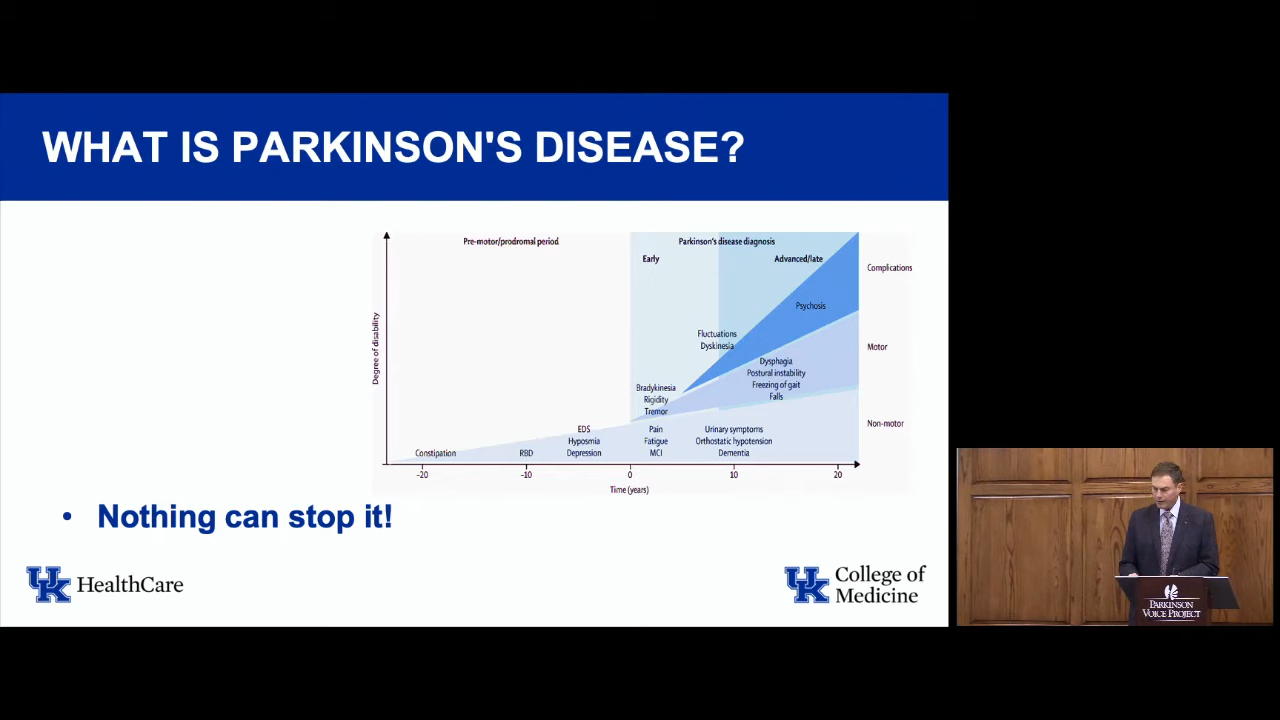 WHAT IS PARKINSON'S DISEASE?
Pre-motor/prodromal period
Parkinson's disease diagnosis
Early
Advanced/late
Complications
Psychosis
Fluctuations
Dyskinesia
Motor
Dysphagia
Postural instability
Freezing of gait
Falls
Bradykinesia
Rigidity
Tremor
Degree of disability
Non-motor
EDS
Hyposmia
Depression
Pain
Fatigue
MCI
Urinary symptoms
Orthostatic hypotension
Dementia
Constipation
RBD
-20
-10
0
10
20
Time (years)
• Nothing can stop it!
UK HealthCare
UK College of
Medicine
PARKINSON
VOICE PROJECT